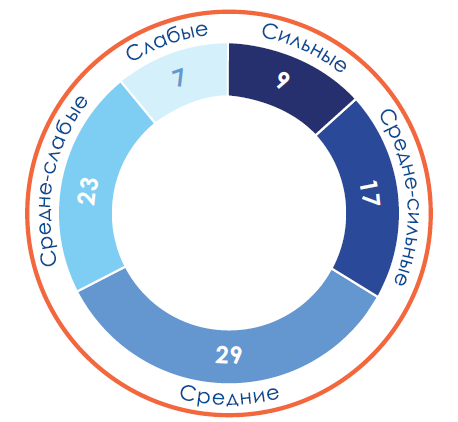 Сильные
9
Средне-сильные
17
Средние
29
Средне-слабые
23
Слабые
7